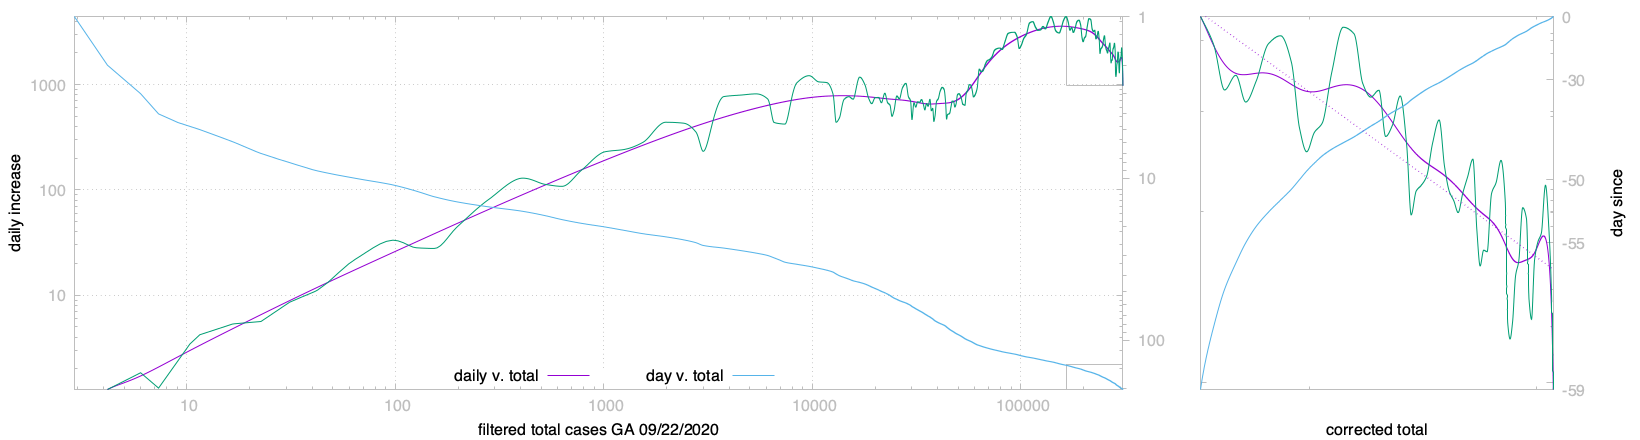 1000
100
10
daily increase
10
100
1000
10000
100000
filtered total cases GA 09/22/2020
daily v. total
day v. total
1
10
100
0
-30
-50
-55
-59
day since
corrected total